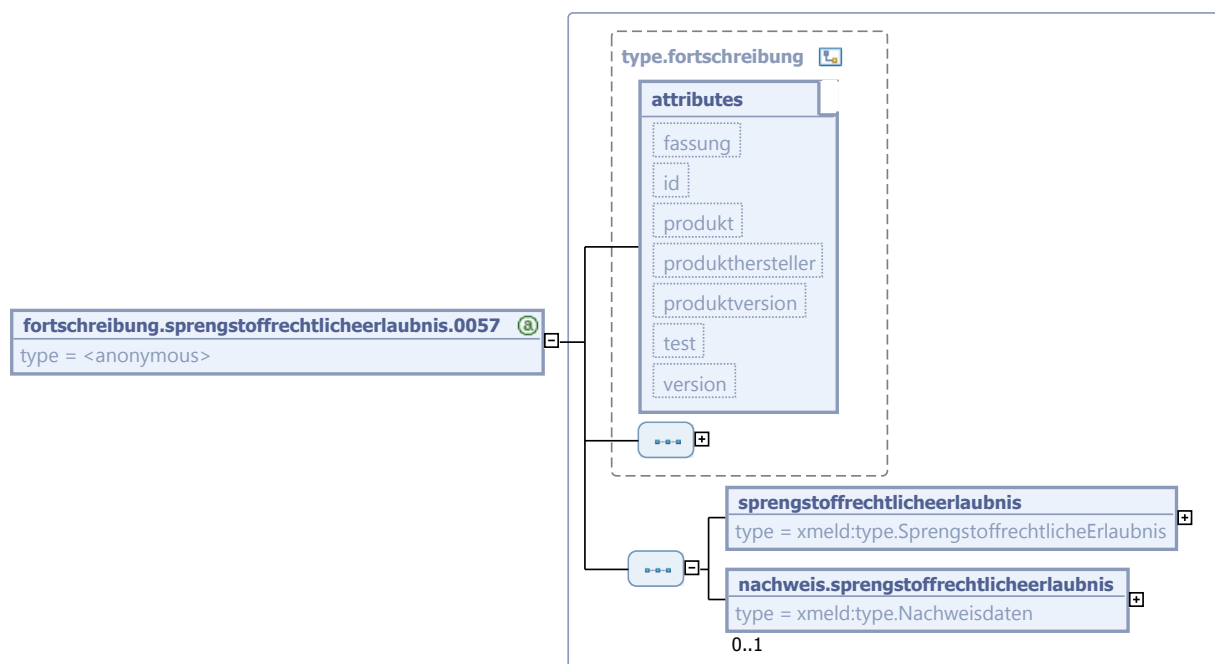 type.fortschreibung
attributes
fassung
id
produkt
produkthersteller
produktversion
test
version
fortschreibung.sprengstoffrechtlicheerlaubnis.0057 a
type = <anonymous>
sprengstoffrechtlicheerlaubnis
type = xmeld:type.SprengstoffrechtlicheErlaubnis
nachweis.sprengstoffrechtlicheerlaubnis
type = xmeld:type.Nachweisdaten
0..1